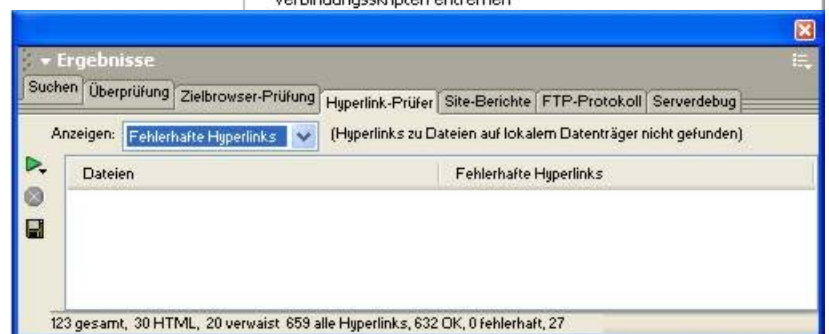 Verbindungsskripten entfernen
Ergebnisse
Suchen Überprüfung Zielbrowser-Prüfung Hyperlink-Prüfer Site-Berichte FTP-Protokoll Serverdebug
Anzeigen: Fehlerhafte Hyperlinks (Hyperlinks zu Dateien auf lokalem Datenträger nicht gefunden)
Dateien Fehlerhafte Hyperlinks
123 gesamt, 30 HTML, 20 verwaist 659 alle Hyperlinks, 632 OK, 0 fehlerhaft, 27